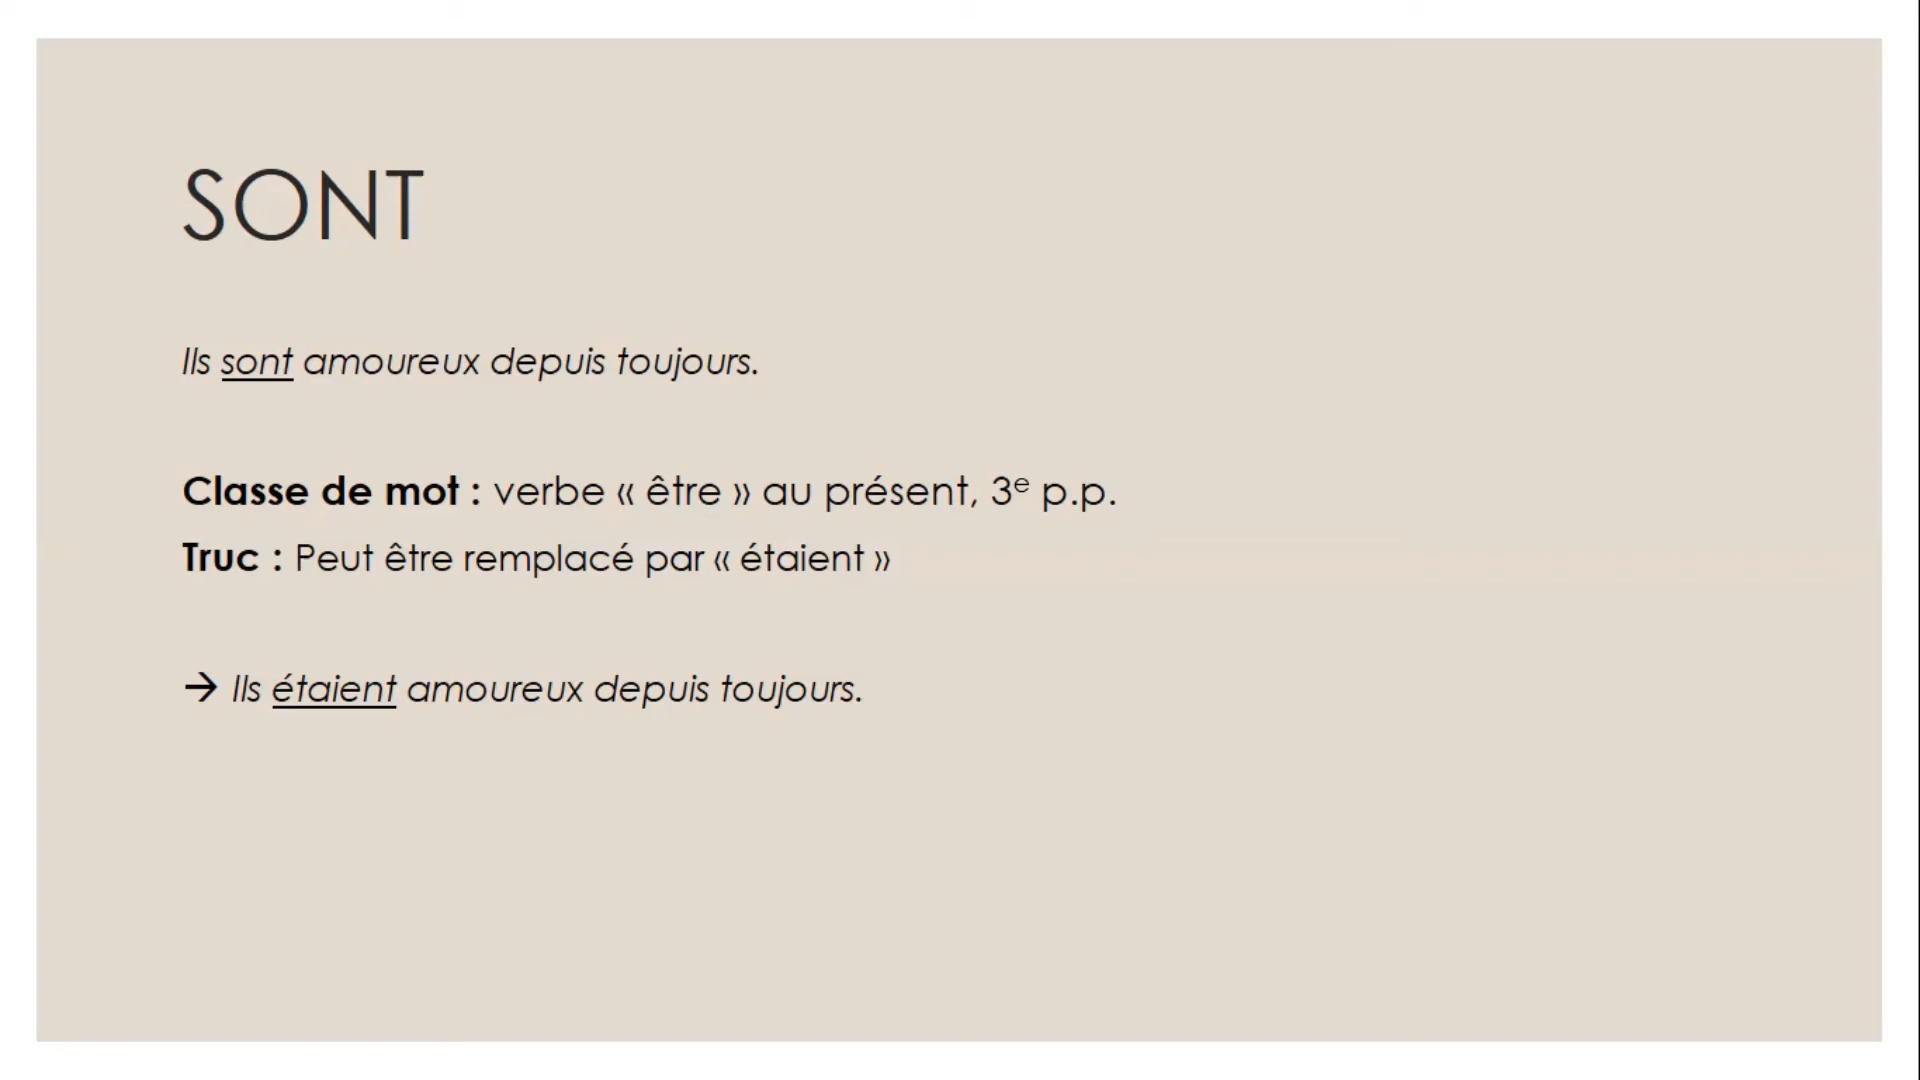 SONT
Ils sont amoureux depuis toujours.
Classe de mot : verbe « être » au présent, 3e p.p.
Truc : Peut être remplacé par « étaient »
→ Ils étaient amoureux depuis toujours.